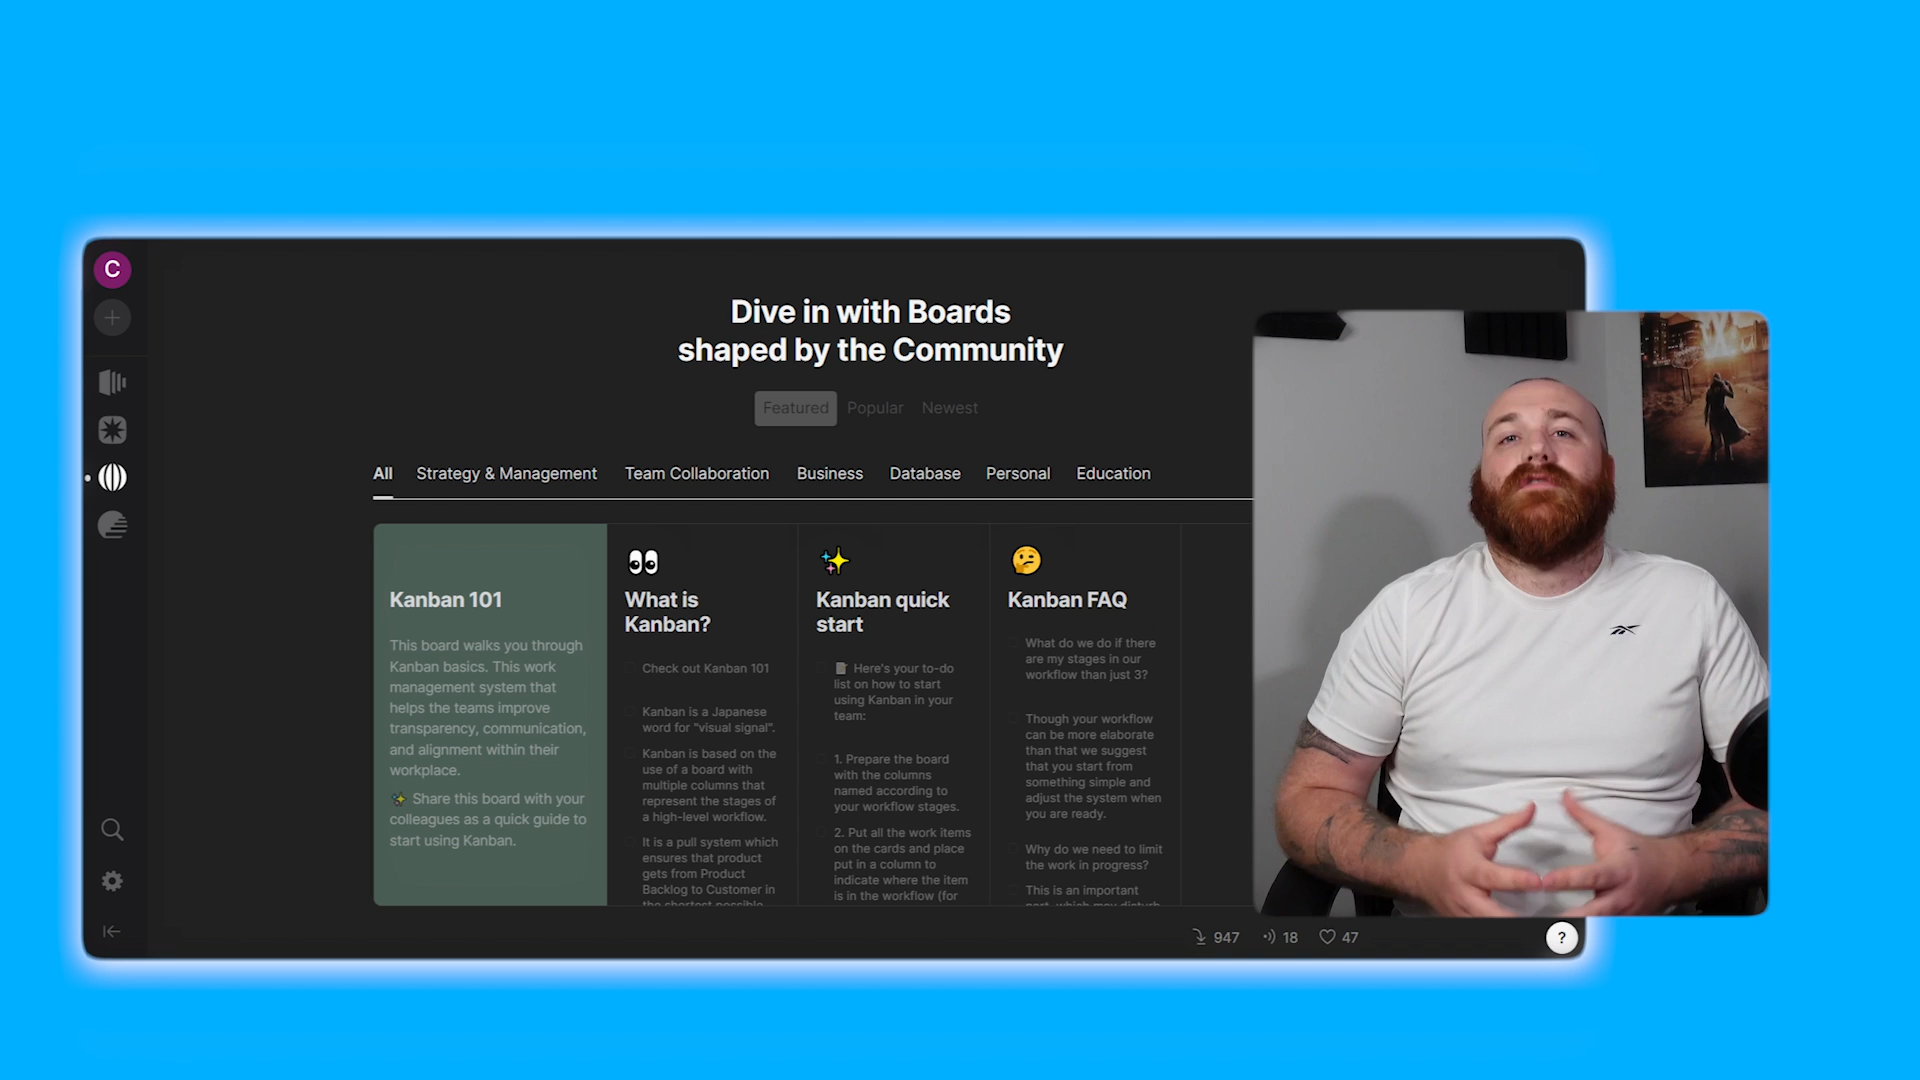 C
Dive in with Boards
shaped by the Community
Featured Popular Newest
All Strategy & Management Team Collaboration Business Database Personal Education
Kanban 101
This board walks you through
Kanban basics. This work
management system that
helps the teams improve
transparency, communication,
and alignment within their
workplace.
✨ Share this board with your
colleagues as a quick guide to
start using Kanban.
What is
Kanban?
Check out Kanban 101
Kanban is a Japanese
word for "visual signal".
Kanban is based on the
use of a board with
multiple columns that
represent the stages of
a high-level workflow.
It is a pull system which
ensures that product
gets from Product
Backlog to Customer in
the shortest possible
Kanban quick
start
Here's your to-do
list on how to start
using Kanban in your
team:
1. Prepare the board
with the columns
named according to
your workflow stages.
2. Put all the work items
on the cards and place
put in a column to
indicate where the item
is in the workflow (for
Kanban FAQ
What do we do if there
are my stages in our
workflow than just 3?
Though your workflow
can be more elaborate
than that we suggest
that you start from
something simple and
adjust the system when
you are ready.
Why do we need to limit
the work in progress?
This is an important
part, which may disturb
947 18 47
?